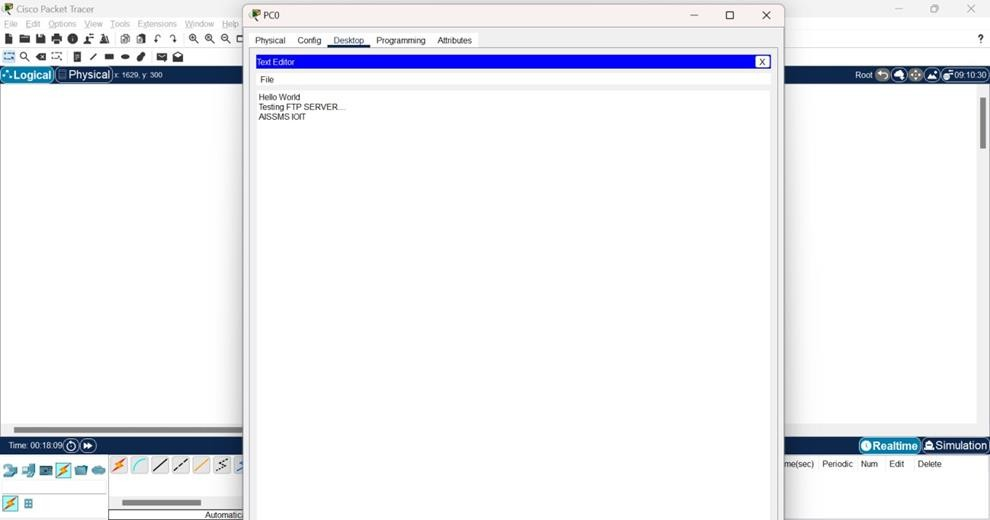 Cisco Packet Tracer
File Edit Options View Tools Extensions Window Help
PC0
?
Logical Physical x: 1629, y: 300
Root 09:10:30
Physical Config Desktop Programming Attributes
Text Editor X
File
Hello World
Testing FTP SERVER....
AISSMS IOIT
Time: 00:18:09
Realtime Simulation
me(sec) Periodic Num Edit Delete
Automatic